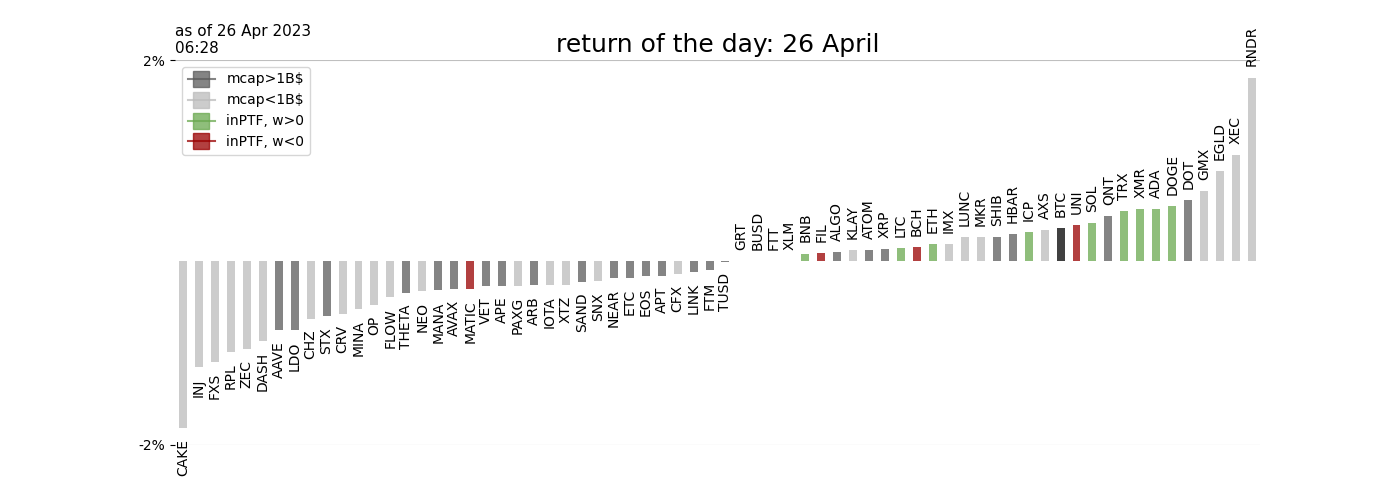 as of 26 Apr 2023
06:28
return of the day: 26 April
2%
mcap>1B$
mcap<1B$
inPTF, w>0
inPTF, w<0
-2%
CAKE
INJ
FXS
RPL
ZEC
DASH
AAVE
LDO
CHZ
STX
CRV
MINA
OP
FLOW
THETA
NEO
MANA
AVAX
MATIC
VET
APE
PAXG
ARB
IOTA
XTZ
SAND
SNX
NEAR
ETC
EOS
APT
CFX
LINK
FTM
TUSD
GRT
BUSD
FTT
XLM
BNB
FIL
ALGO
KLAY
ATOM
XRP
LTC
BCH
ETH
IMX
LUNC
MKR
SHIB
HBAR
ICP
AXS
BTC
UNI
SOL
QNT
TRX
XMR
ADA
DOGE
DOT
GMX
EGLD
XEC
RNDR